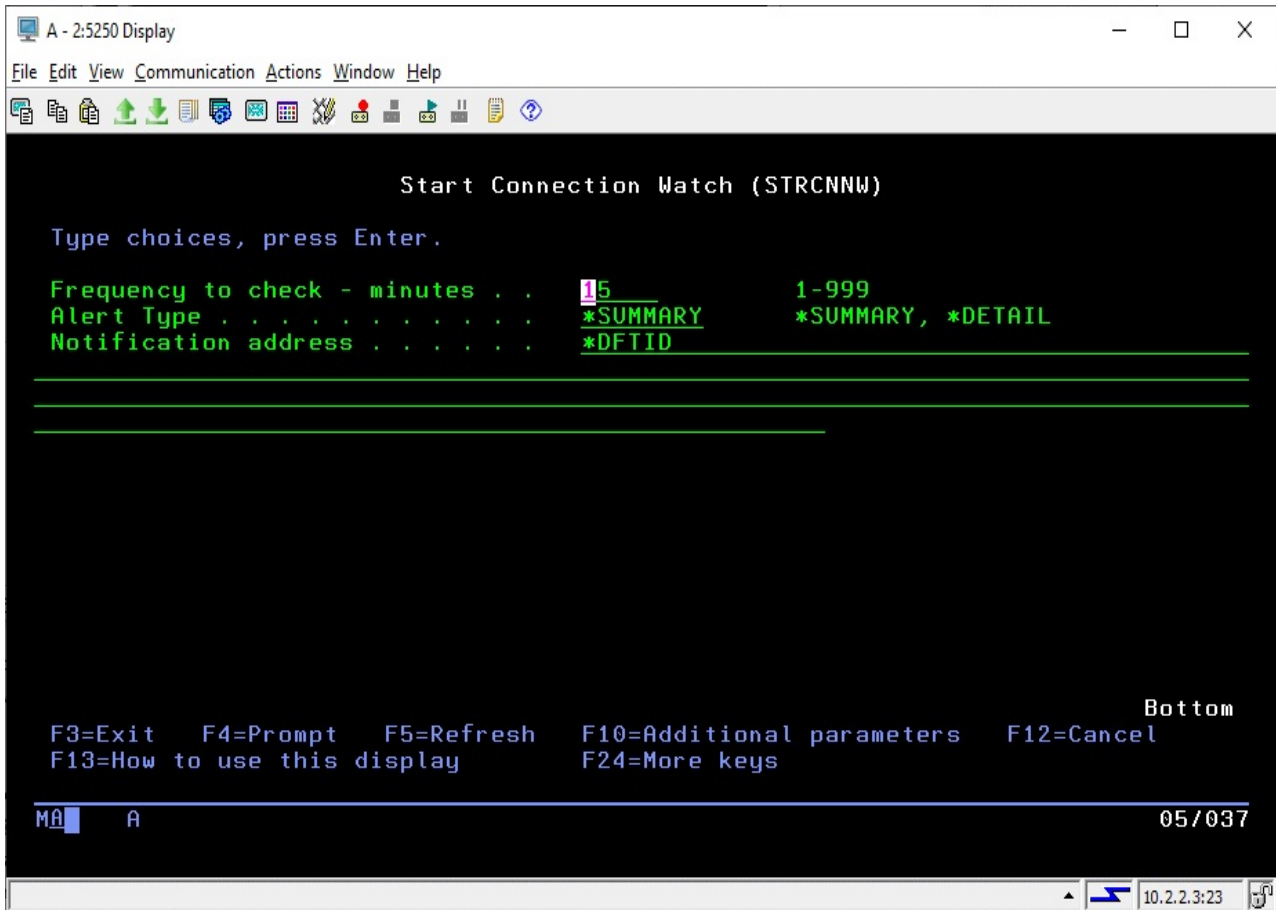 A - 2:5250 Display
File Edit View Communication Actions Window Help
Start Connection Watch (STRCNNW)
Type choices, press Enter.
Frequency to check - minutes . . 15 1-999
Alert Type . . . . . . . . . . . *SUMMARY *SUMMARY, *DETAIL
Notification address . . . . . . *DFTID
Bottom
F3=Exit F4=Prompt F5=Refresh F10=Additional parameters F12=Cancel
F13=How to use this display F24=More keys
MA A 05/037
10.2.2.3:23